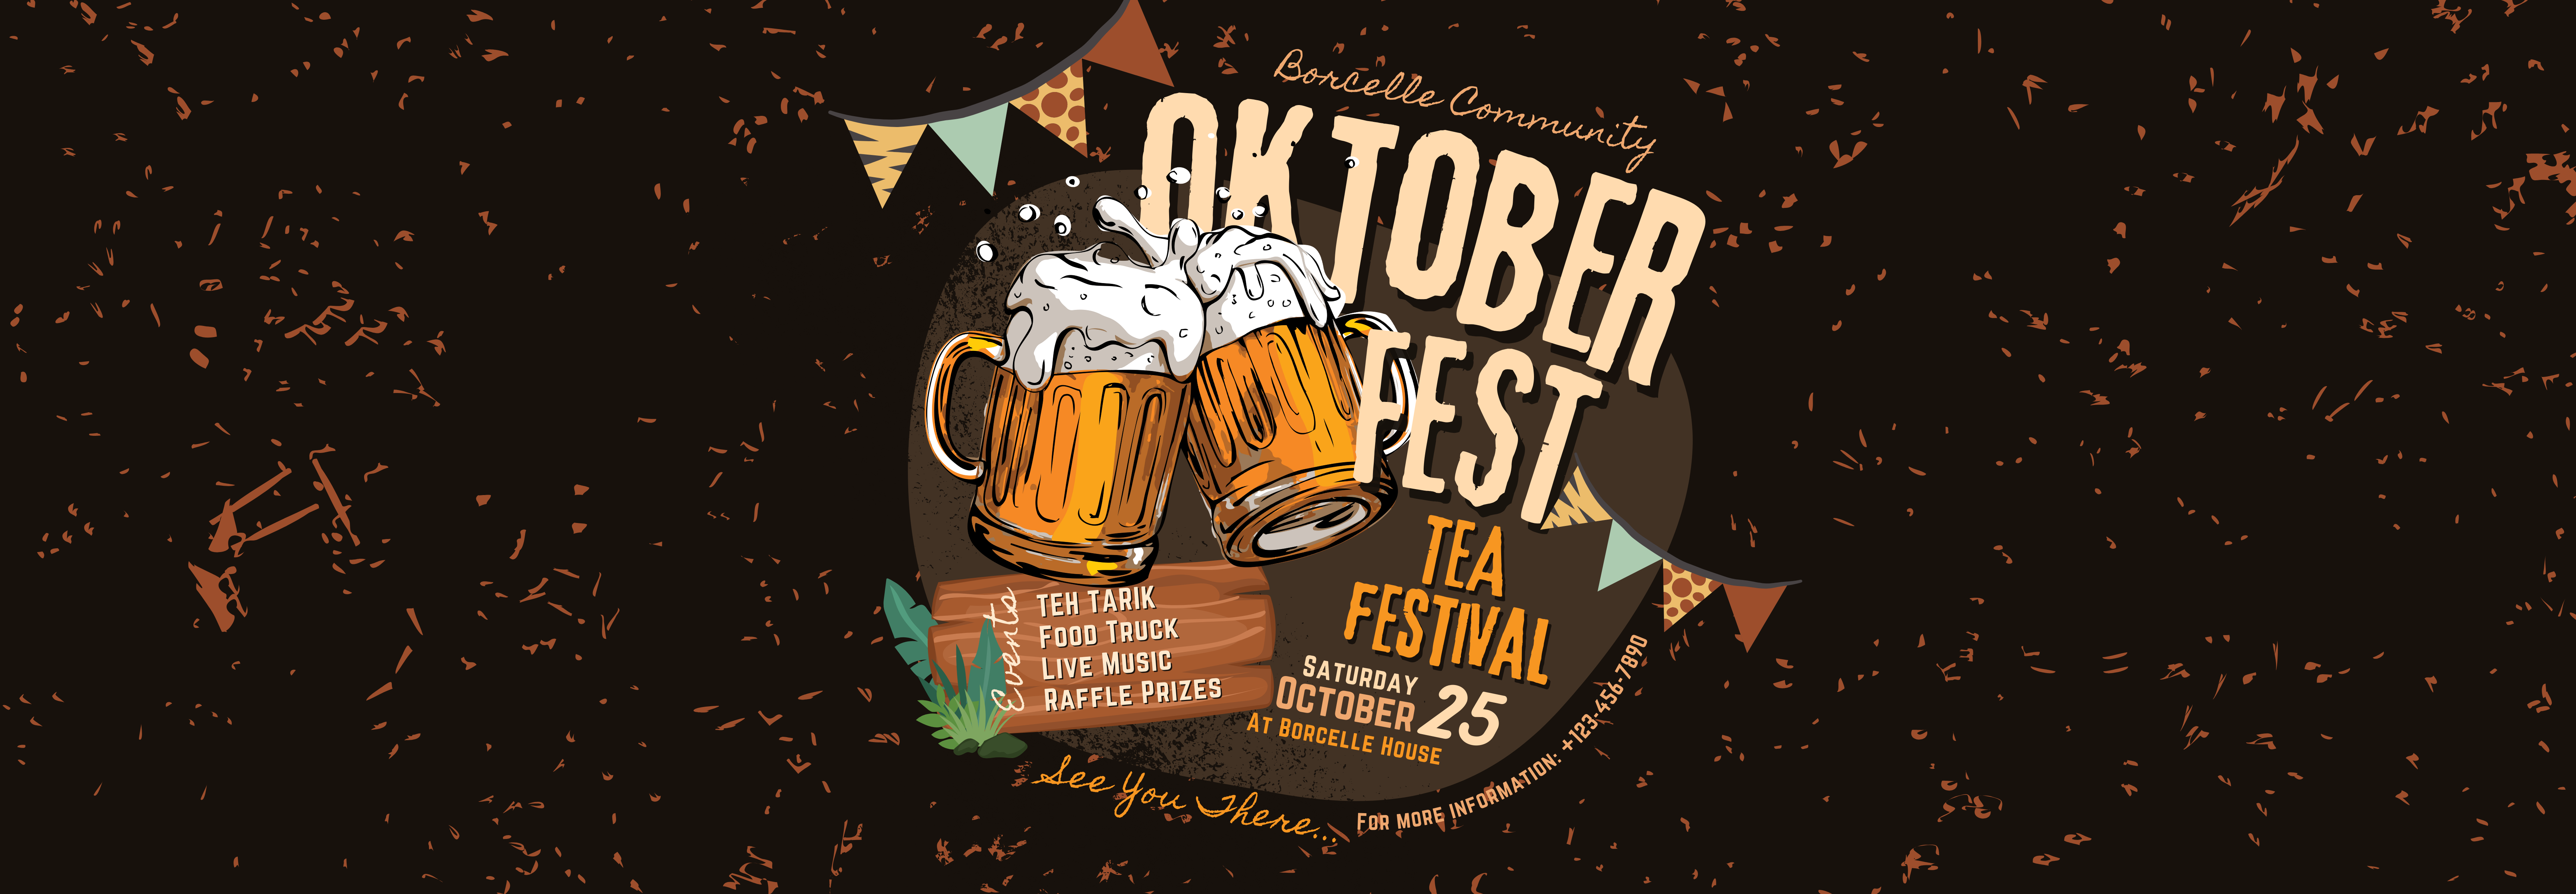 Borcelle Community
OKTOBER
FEST
TEA
FESTIVAL
SATURDAY
OCTOBER 25
AT BORCELLE HOUSE
Events
TEH TARIK
FOOD TRUCK
LIVE MUSIC
RAFFLE PRIZES
See You There...
FOR MORE INFORMATION: +123-456-7890